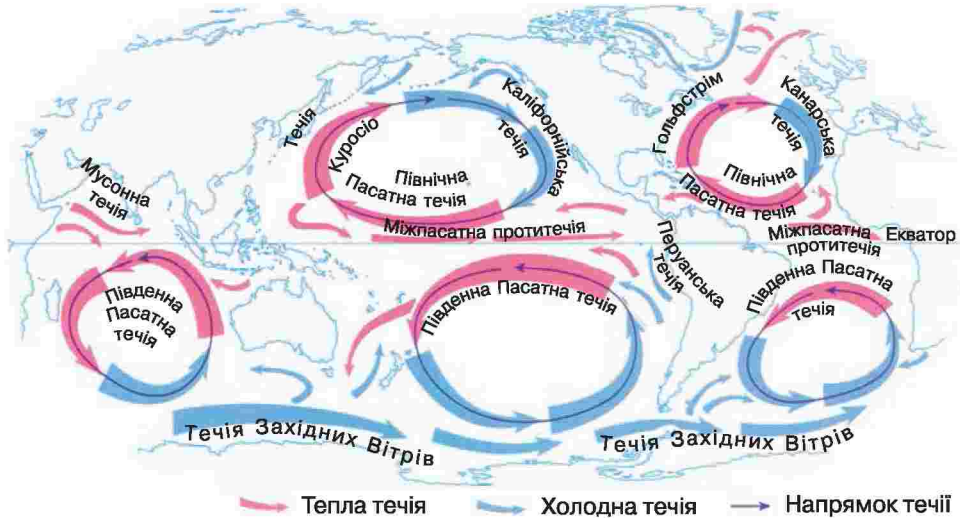 Течія
Куросіо
Каліфорнійська
течія
Північна
Пасатна течія
Міжпасатна протитечія
Гольфстрім
Канарська
течія
Північна
Пасатна течія
Міжпасатна
протитечія
Екватор
Мусонна
течія
Південна
Пасатна
течія
Південна Пасатна течія
Перуанська
течія
Південна Пасатна
течія
Течія Західних Вітрів
Течія Західних Вітрів
Тепла течія
Холодна течія
Напрямок течії